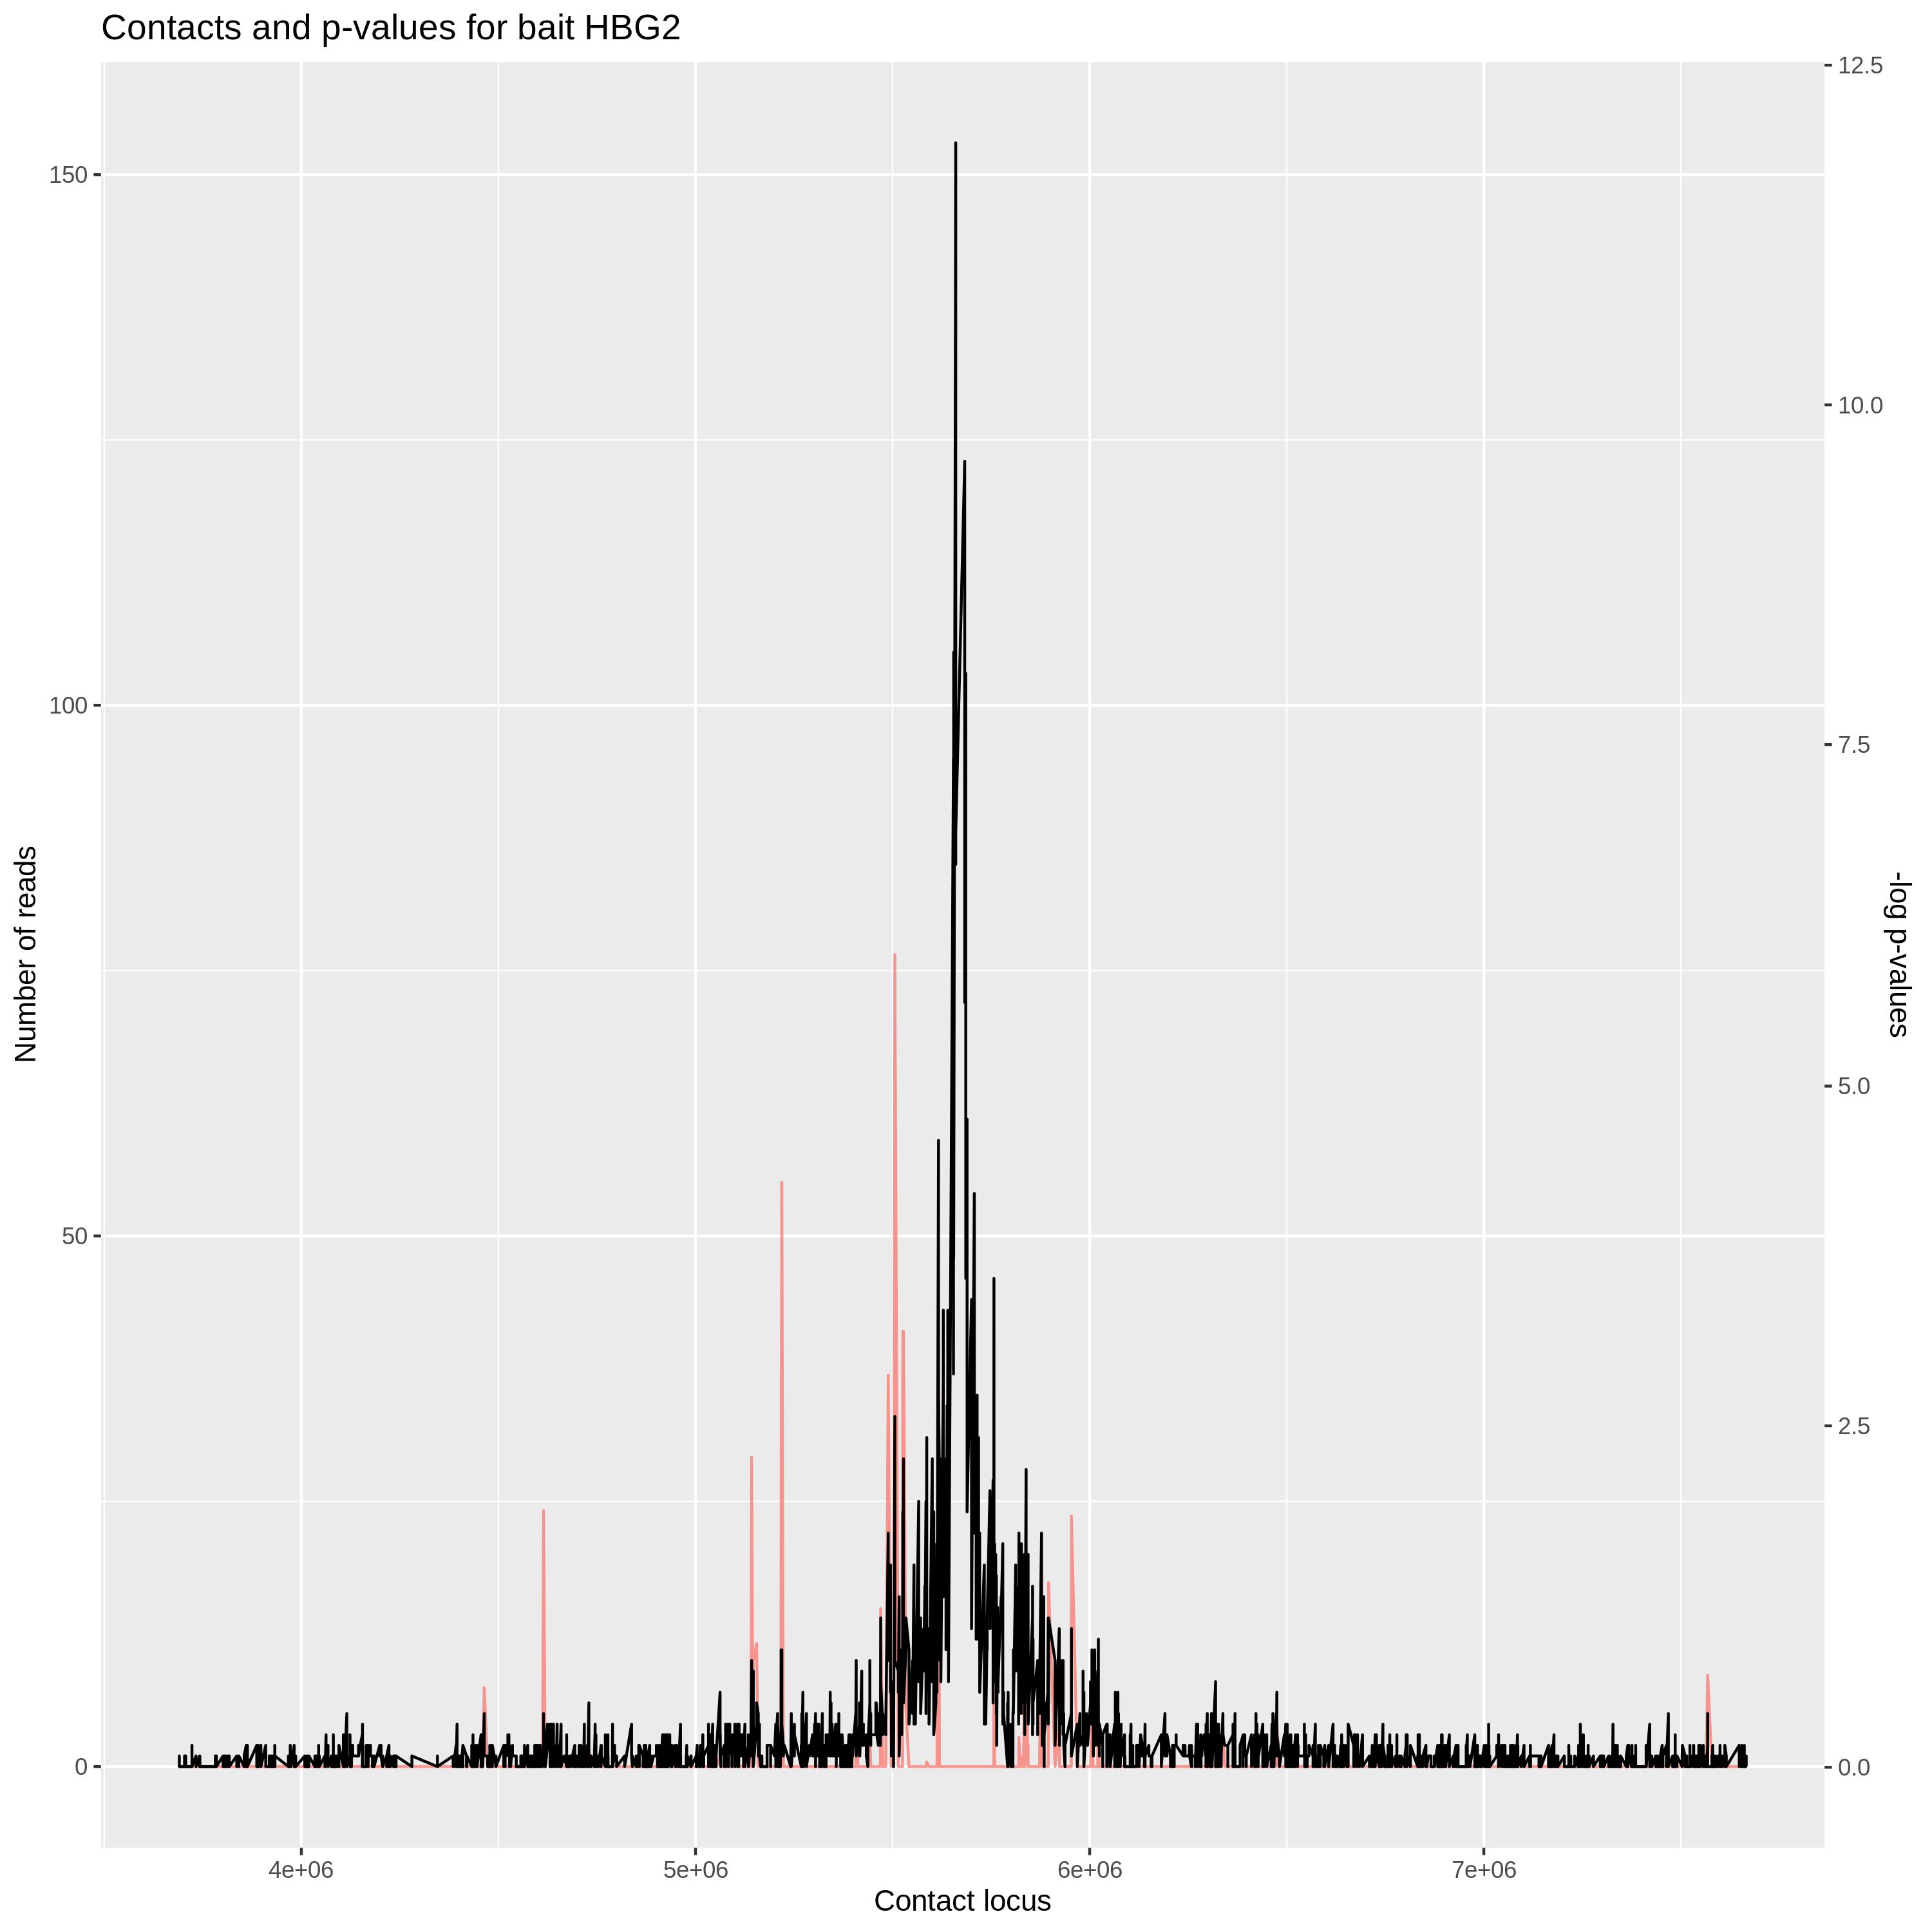 Contacts and p-values for bait HBG2
12.5
150
10.0
100
7.5
Number of reads
-log p-values
5.0
50
2.5
0
0.0
4e+06 5e+06 6e+06 7e+06
Contact locus